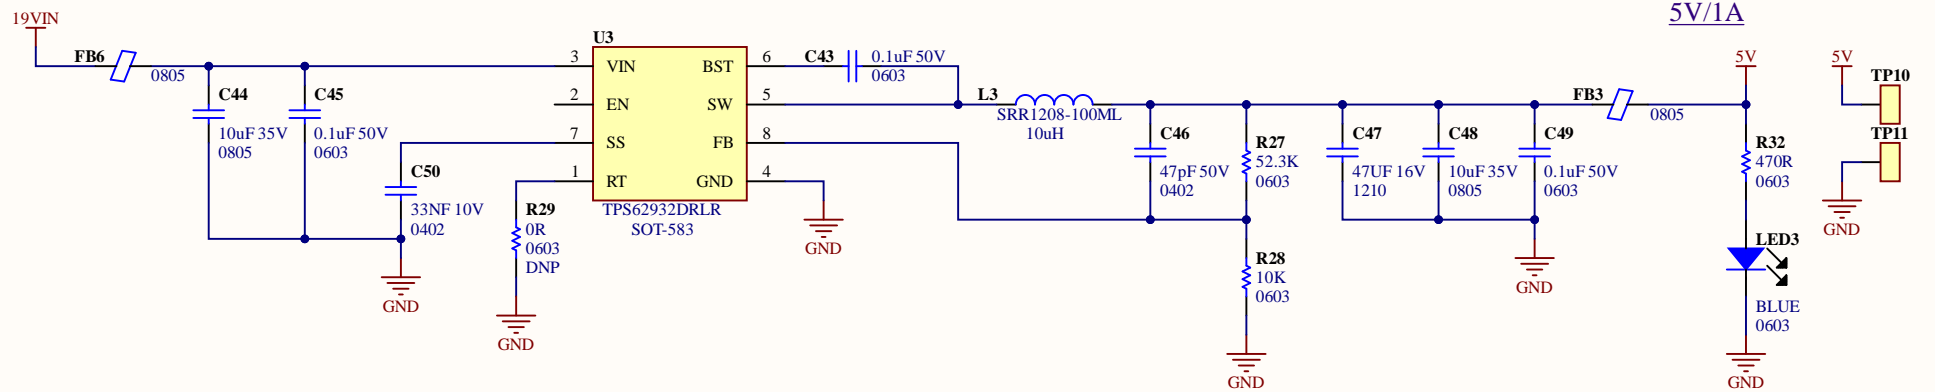 5V/1A
19VIN
FB6
0805
C44
10uF 35V
0805
C45
0.1uF 50V
0603
C50
33NF 10V
0402
GND
R29
0R
0603
DNP
GND
U3
3 VIN BST 6
2 EN SW 5
7 SS FB 8
1 RT GND 4
TPS62932DRLR
SOT-583
GND
C43
0.1uF 50V
0603
L3
SRR1208-100ML
10uH
C46
47pF 50V
0402
R27
52.3K
0603
R28
10K
0603
GND
C47
47UF 16V
1210
C48
10uF 35V
0805
C49
0.1uF 50V
0603
GND
FB3
0805
5V
R32
470R
0603
LED3
BLUE
0603
GND
5V
TP10
TP11
GND